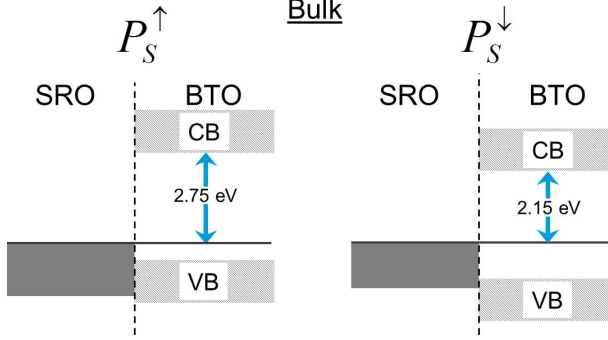 Bulk
P_S^↑
P_S^↓
SRO BTO
SRO BTO
CB
CB
2.75 eV
2.15 eV
VB
VB